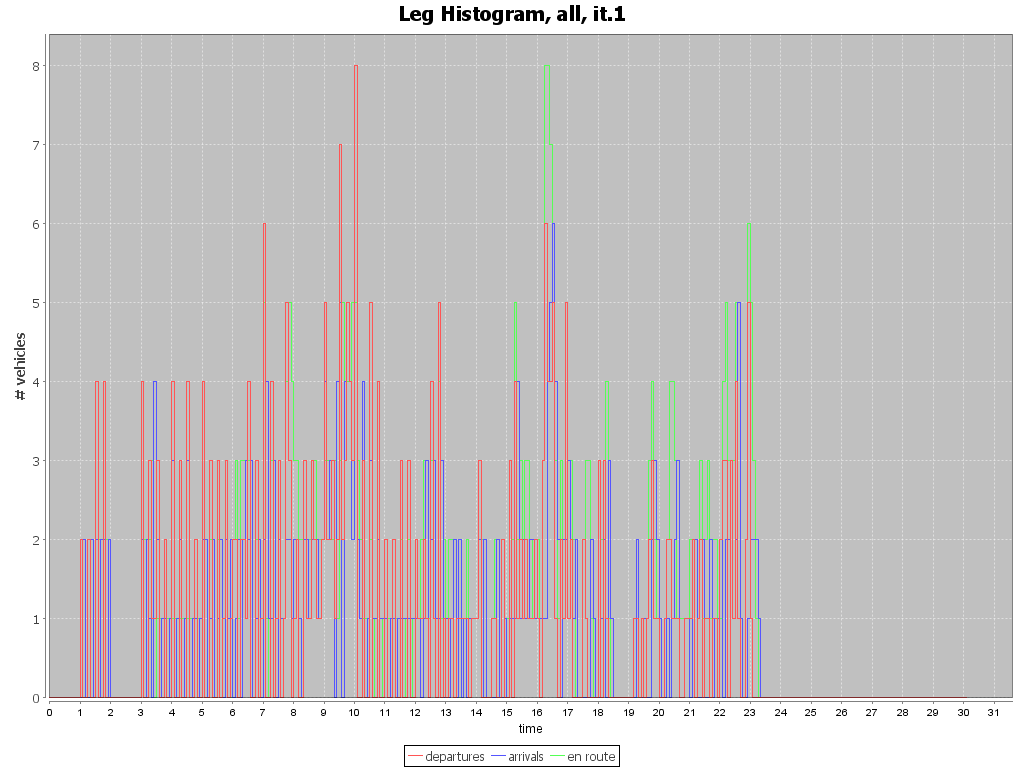 Leg Histogram, all, it.1
# vehicles
8
7
6
5
4
3
2
1
0
0 1 2 3 4 5 6 7 8 9 10 11 12 13 14 15 16 17 18 19 20 21 22 23 24 25 26 27 28 29 30 31
time
departures arrivals en route